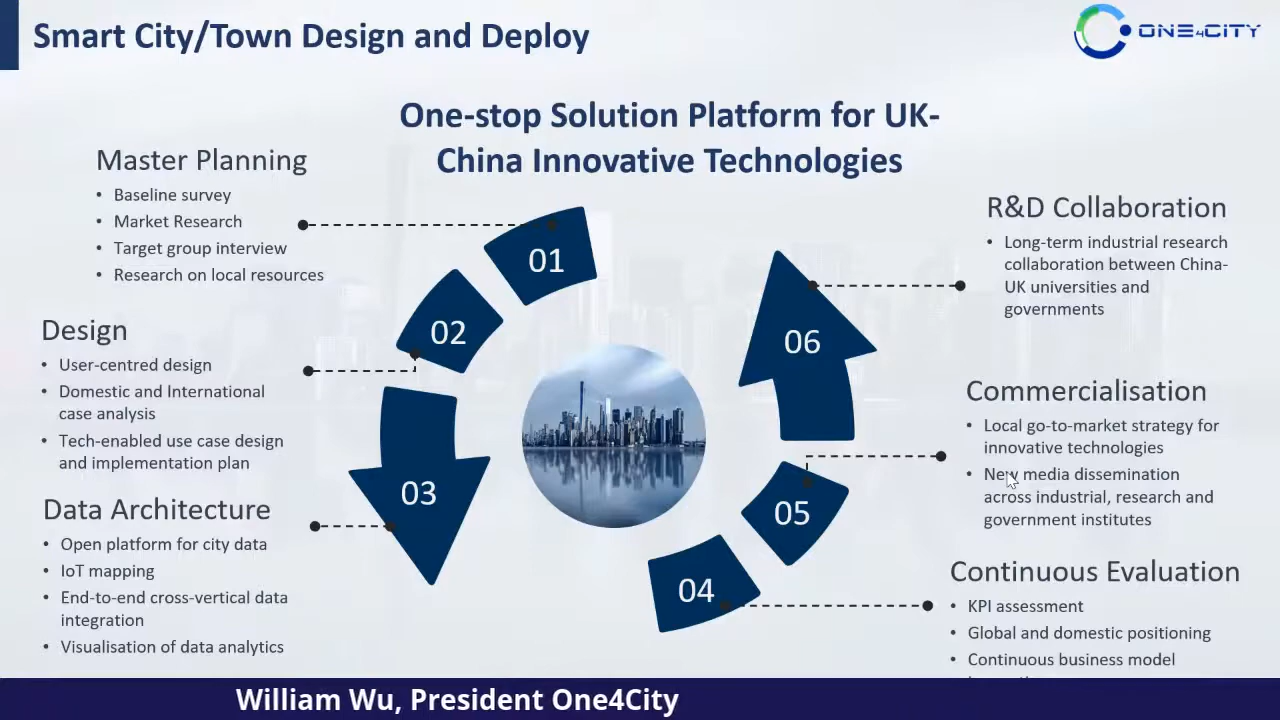 Smart City/Town Design and Deploy
ONE4CITY
One-stop Solution Platform for UK-
China Innovative Technologies
Master Planning
• Baseline survey
• Market Research
• Target group interview
• Research on local resources
Design
• User-centred design
• Domestic and International
case analysis
• Tech-enabled use case design
and implementation plan
Data Architecture
• Open platform for city data
• IoT mapping
• End-to-end cross-vertical data
integration
• Visualisation of data analytics
01
02
03
04
05
06
R&D Collaboration
• Long-term industrial research
collaboration between China-
UK universities and
governments
Commercialisation
• Local go-to-market strategy for
innovative technologies
• New media dissemination
across industrial, research and
government institutes
Continuous Evaluation
• KPI assessment
• Global and domestic positioning
• Continuous business model
William Wu, President One4City